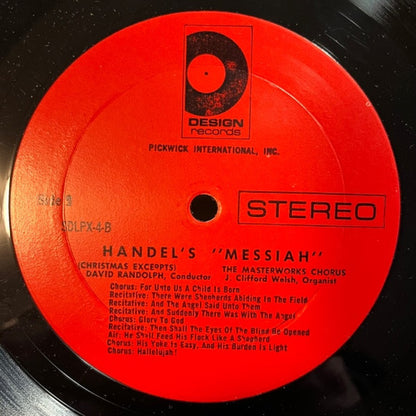 DESIGN
records
PICKWICK INTERNATIONAL, INC.
Side
SDLPX-4-B
STEREO
HANDEL'S "MESSIAH"
(CHRISTMAS EXCERPTS) THE MASTERWORKS CHORUS
DAVID RANDOLPH, Conductor J. Clifford Welsh, Organist
Chorus: For Unto Us A Child Is Born
Recitative: There Were Shepherds Abiding In The Field
Recitative: And The Angel Said Unto Them
Recitative: And Suddenly There Was With The Angel
Chorus: Glory To God
Recitative: Then Shall The Eyes Of The Blind Be Opened
Air: He Shall Feed His Flock Like A Shepherd
Chorus: His Yoke Is Easy, And His Burden Is Light
Chorus: Hallelujah!